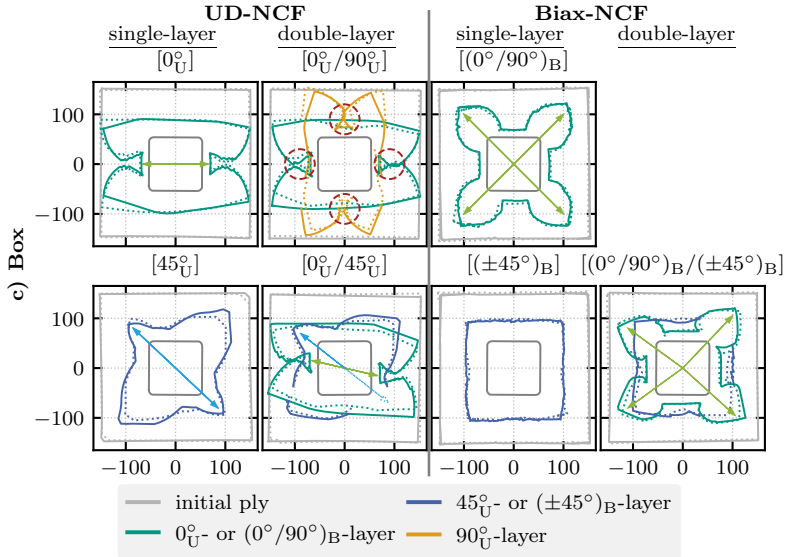 UD-NCF Biax-NCF
single-layer double-layer single-layer double-layer
[0°U] [0°U/90°U] [(0°/90°)B]
100
0
−100
c) Box
[45°U] [0°U/45°U] [(±45°)B] [(0°/90°)B/(±45°)B]
100
0
−100
−100 0 100 −100 0 100 −100 0 100 −100 0 100
initial ply 45°U- or (±45°)B-layer
0°U- or (0°/90°)B-layer 90°U-layer